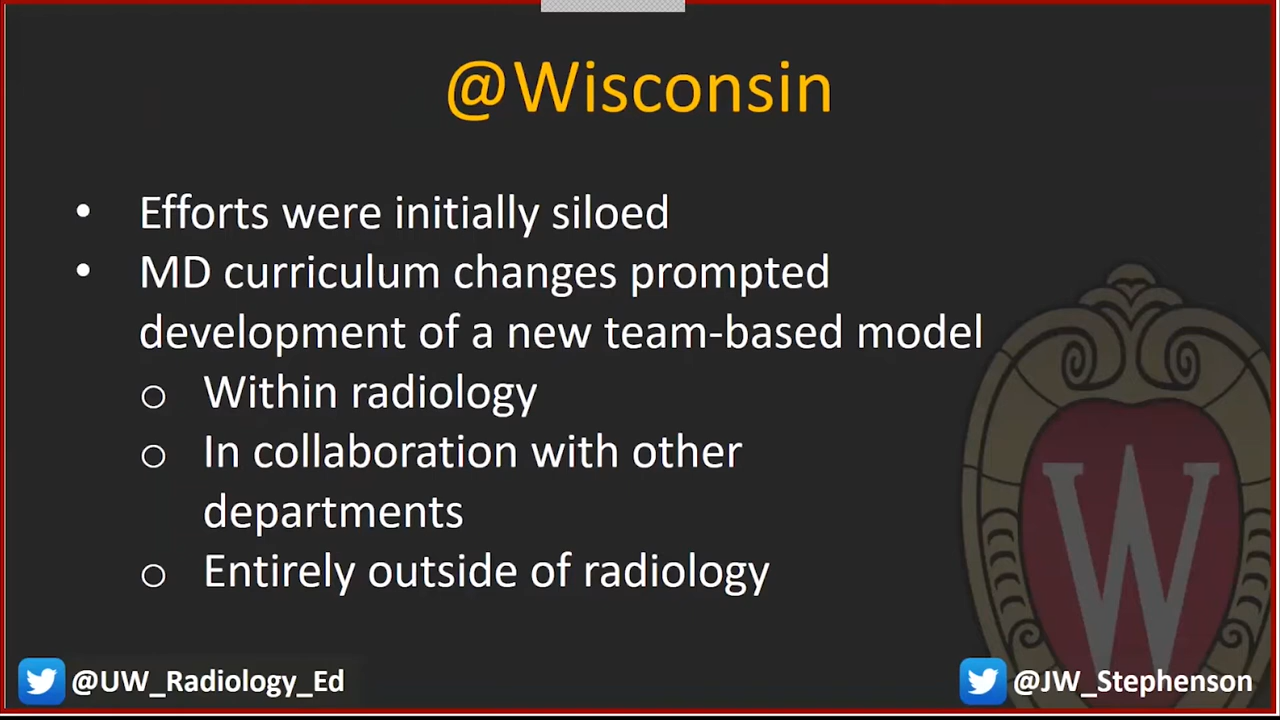 @Wisconsin
• Efforts were initially siloed
• MD curriculum changes prompted
development of a new team-based model
o Within radiology
o In collaboration with other
departments
o Entirely outside of radiology
W
@UW_Radiology_Ed
@JW_Stephenson